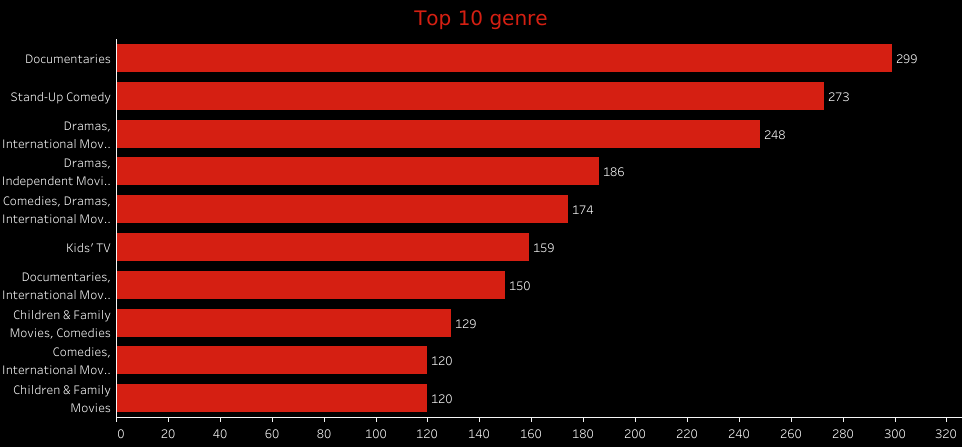 Top 10 genre
Documentaries
299
Stand-Up Comedy
273
Dramas,
International Mov..
248
Dramas,
Independent Movi..
186
Comedies, Dramas,
International Mov..
174
Kids’ TV
159
Documentaries,
International Mov..
150
Children & Family
Movies, Comedies
129
Comedies,
International Mov..
120
Children & Family
Movies
120
0 20 40 60 80 100 120 140 160 180 200 220 240 260 280 300 320